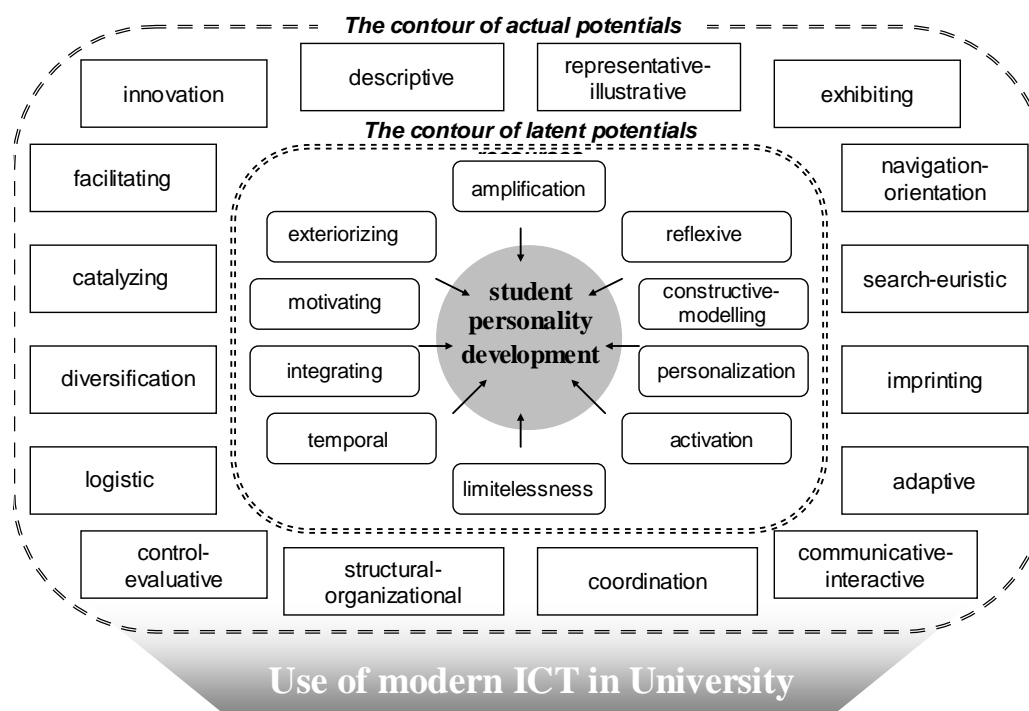 The contour of actual potentials
innovation
descriptive
representative-
illustrative
exhibiting
The contour of latent potentials
facilitating
navigation-
orientation
amplification
exteriorizing
reflexive
catalyzing
search-euristic
motivating
constructive-
modelling
student
personality
development
diversification
integrating
personalization
imprinting
temporal
activation
logistic
limitelessness
adaptive
control-
evaluative
structural-
organizational
coordination
communicative-
interactive
Use of modern ICT in University